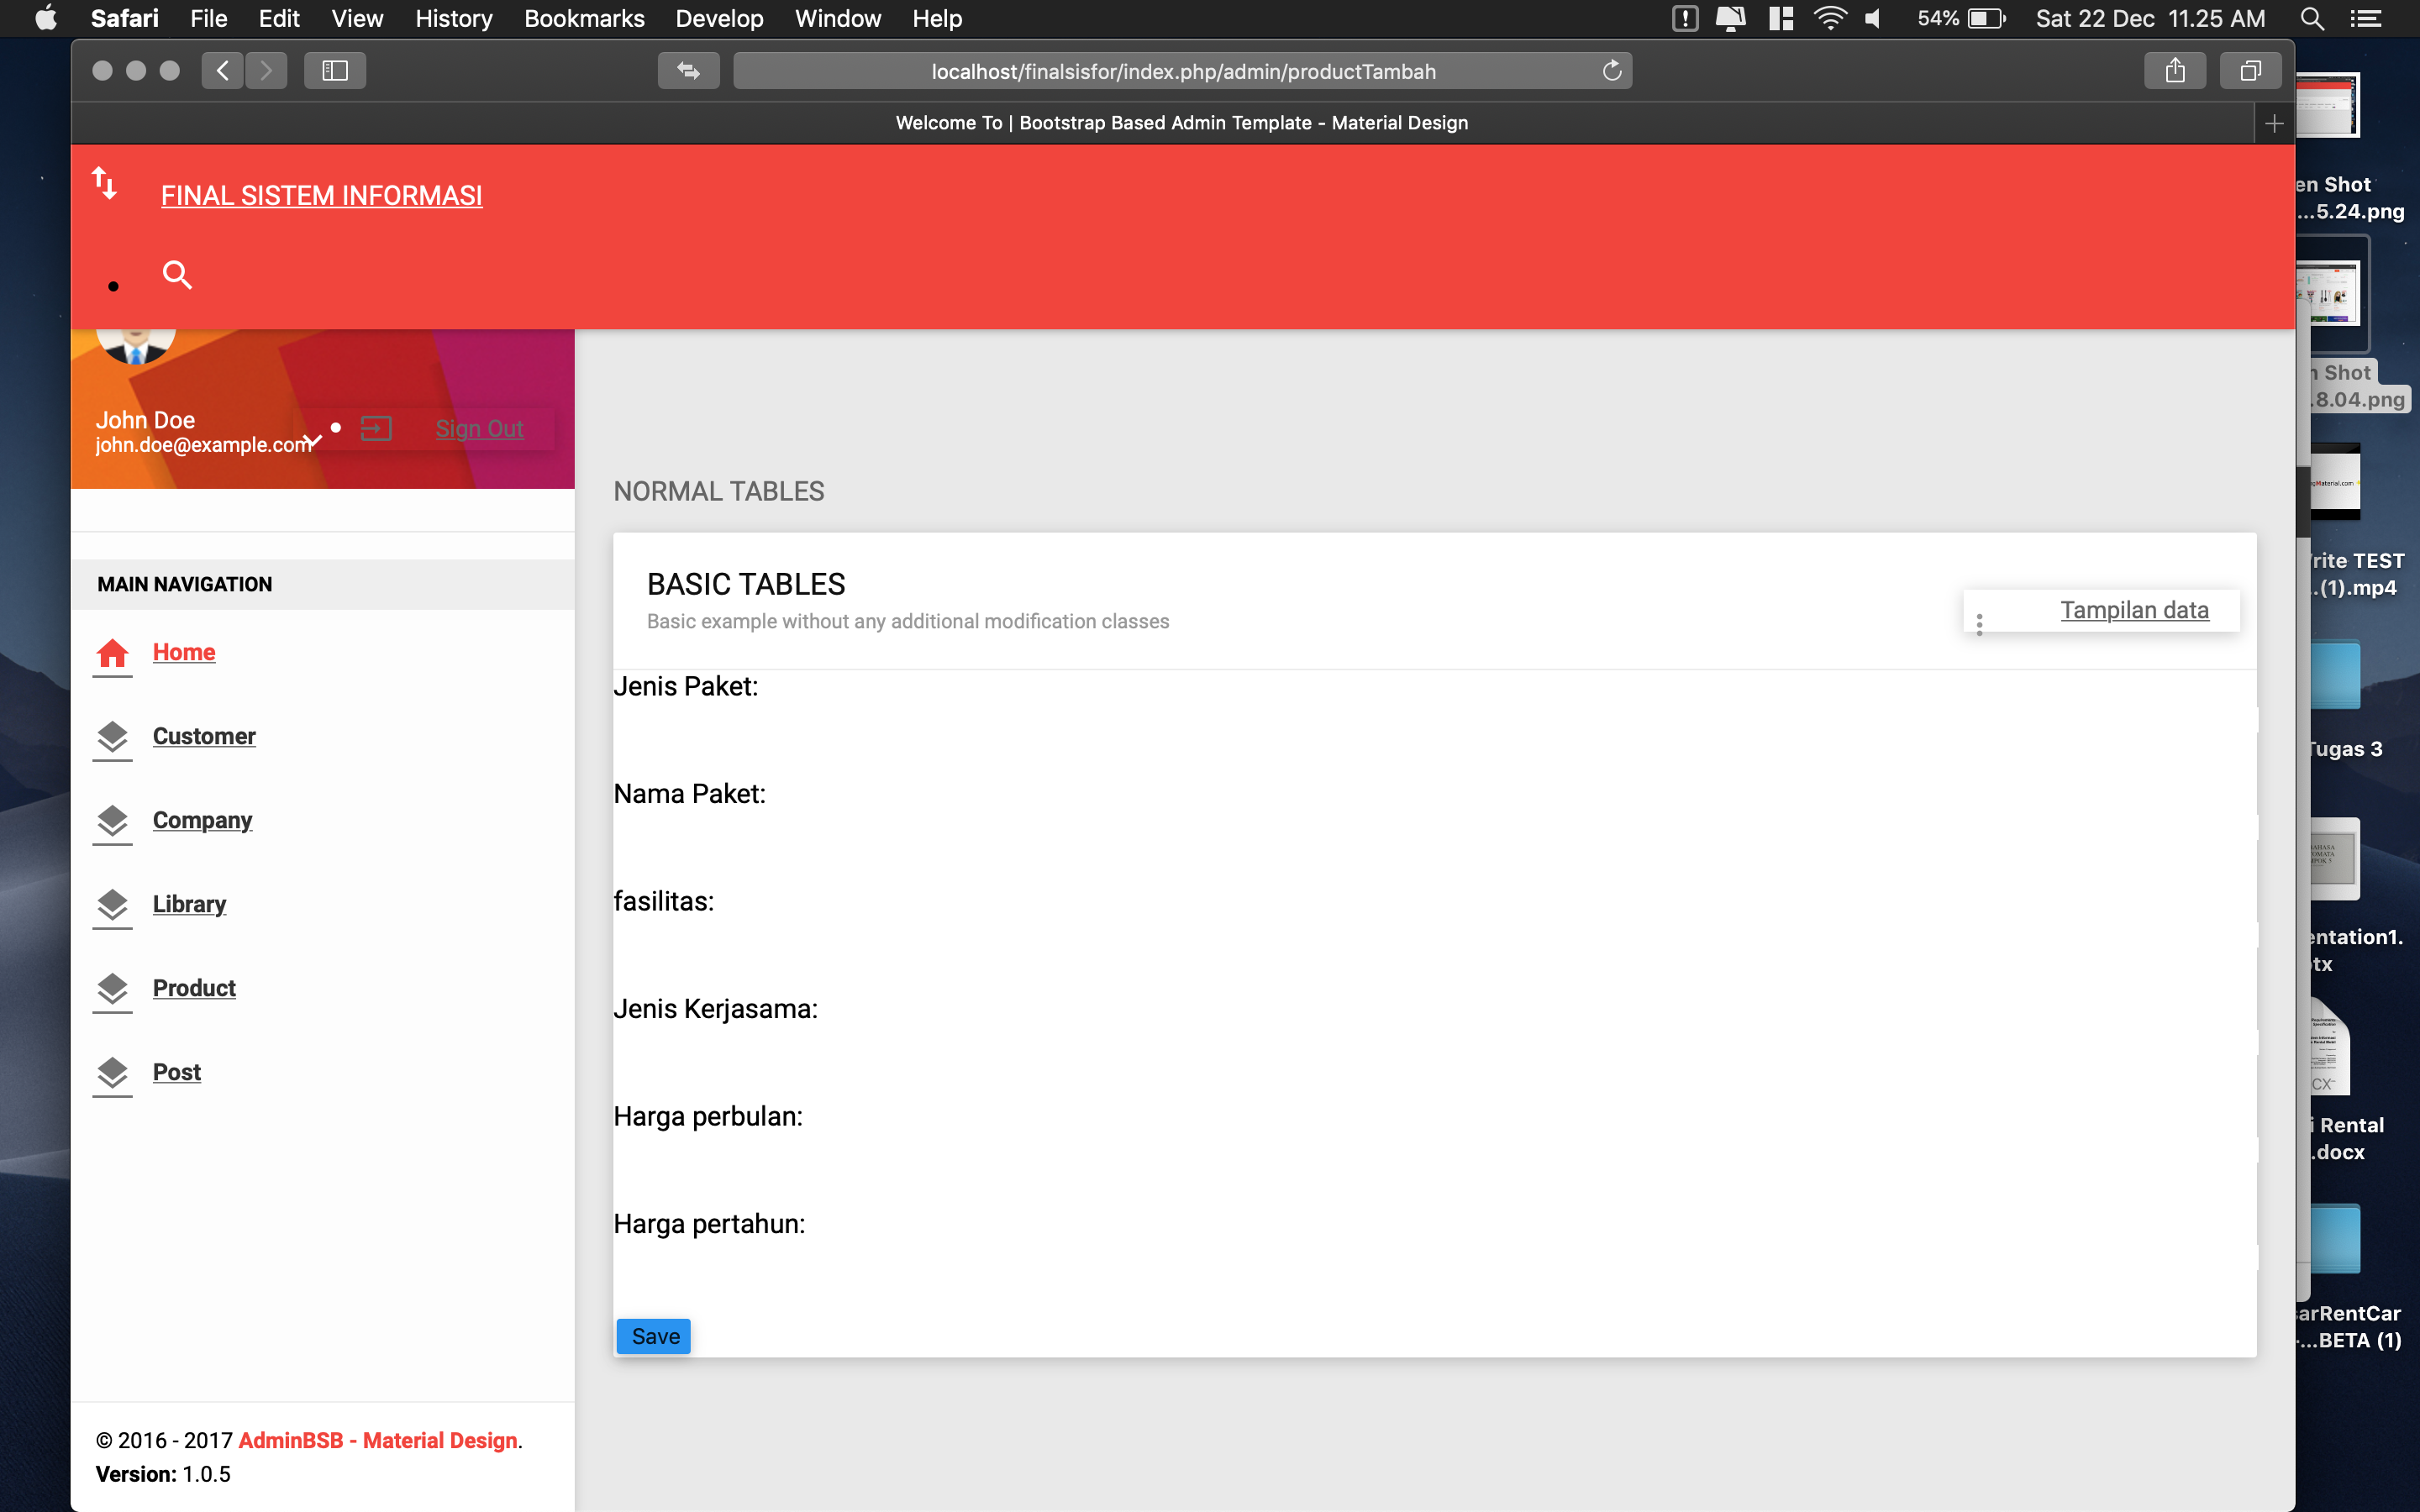 Safari File Edit View History Bookmarks Develop Window Help 54% Sat 22 Dec 11.25 AM
localhost/finalsisfor/index.php/admin/productTambah
Welcome To | Bootstrap Based Admin Template - Material Design
FINAL SISTEM INFORMASI
John Doe
john.doe@example.com
Sign Out
MAIN NAVIGATION
Home
Customer
Company
Library
Product
Post
© 2016 - 2017 AdminBSB - Material Design.
Version: 1.0.5
NORMAL TABLES
BASIC TABLES
Basic example without any additional modification classes
Tampilan data
Jenis Paket:
Nama Paket:
fasilitas:
Jenis Kerjasama:
Harga perbulan:
Harga pertahun:
Save
en Shot
...5.24.png
n Shot
.8.04.png
rite TEST
..(1).mp4
Tugas 3
entation1.
tx
i Rental
.docx
arRentCar
-...BETA (1)